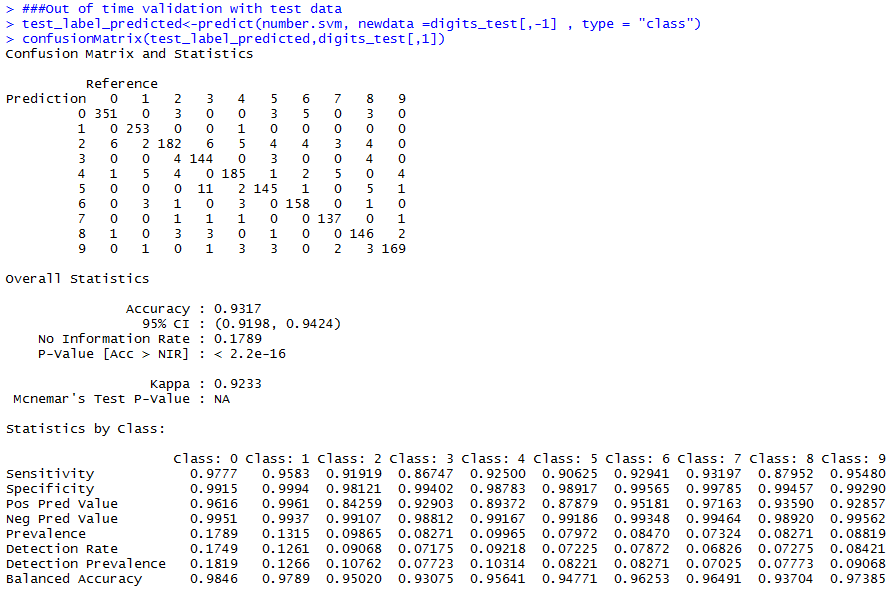 > ###Out of time validation with test data
> test_label_predicted<-predict(number.svm, newdata =digits_test[,-1] , type = "class")
> confusionMatrix(test_label_predicted,digits_test[,1])
Confusion Matrix and Statistics
Reference
Prediction 0 1 2 3 4 5 6 7 8 9
0 351 0 3 0 0 3 5 0 3 0
1 0 253 0 0 1 0 0 0 0 0
2 6 2 182 6 5 4 4 3 4 0
3 0 0 4 144 0 3 0 0 4 0
4 1 5 4 0 185 1 2 5 0 4
5 0 0 0 11 2 145 1 0 5 1
6 0 3 1 0 3 0 158 0 1 0
7 0 0 1 1 1 0 0 137 0 1
8 1 0 3 3 0 1 0 0 146 2
9 0 1 0 1 3 3 0 2 3 169
Overall Statistics
Accuracy : 0.9317
95% CI : (0.9198, 0.9424)
No Information Rate : 0.1789
P-Value [Acc > NIR] : < 2.2e-16
Kappa : 0.9233
Mcnemar's Test P-Value : NA
Statistics by Class:
Class: 0 Class: 1 Class: 2 Class: 3 Class: 4 Class: 5 Class: 6 Class: 7 Class: 8 Class: 9
Sensitivity 0.9777 0.9583 0.91919 0.86747 0.92500 0.90625 0.92941 0.93197 0.87952 0.95480
Specificity 0.9915 0.9994 0.98121 0.99402 0.98783 0.98917 0.99565 0.99785 0.99457 0.99290
Pos Pred Value 0.9616 0.9961 0.84259 0.92903 0.89372 0.87879 0.95181 0.97163 0.93590 0.92857
Neg Pred Value 0.9951 0.9937 0.99107 0.98812 0.99167 0.99186 0.99348 0.99464 0.98920 0.99562
Prevalence 0.1789 0.1315 0.09865 0.08271 0.09965 0.07972 0.08470 0.07324 0.08271 0.08819
Detection Rate 0.1749 0.1261 0.09068 0.07175 0.09218 0.07225 0.07872 0.06826 0.07275 0.08421
Detection Prevalence 0.1819 0.1266 0.10762 0.07723 0.10314 0.08221 0.08271 0.07025 0.07773 0.09068
Balanced Accuracy 0.9846 0.9789 0.95020 0.93075 0.95641 0.94771 0.96253 0.96491 0.93704 0.97385